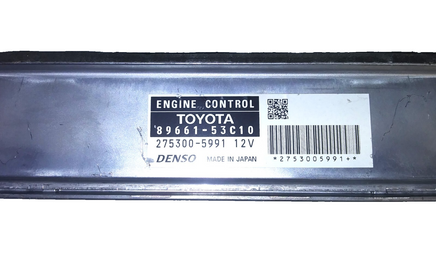 ENGINE CONTROL
TOYOTA
89661-53C10
275300-5991 12V
DENSO MADE IN JAPAN
*2753005991+*